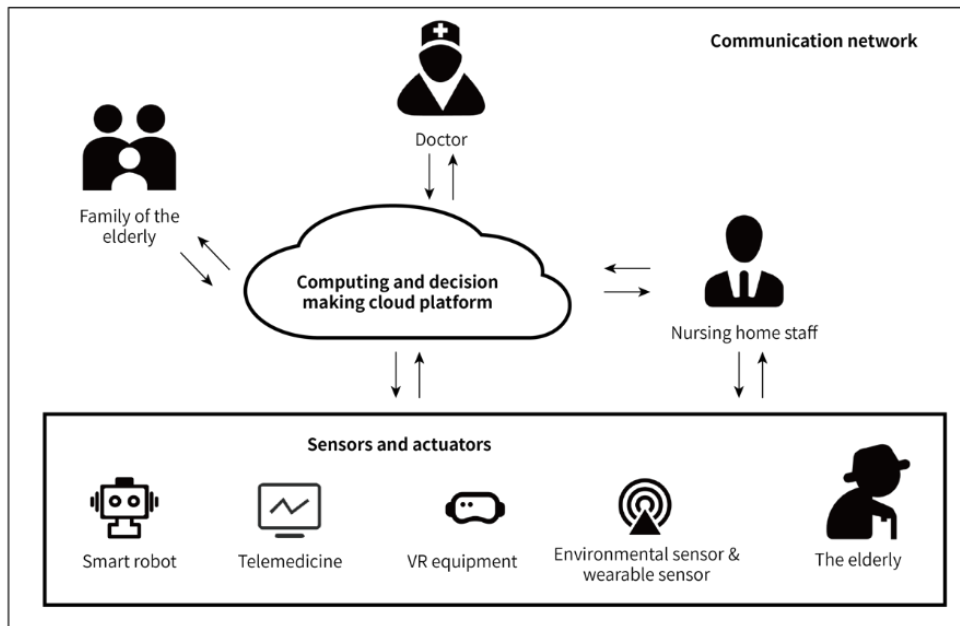 Communication network
Doctor
Family of the
elderly
Computing and decision
making cloud platform
Nursing home staff
Sensors and actuators
Smart robot
Telemedicine
VR equipment
Environmental sensor &
wearable sensor
The elderly